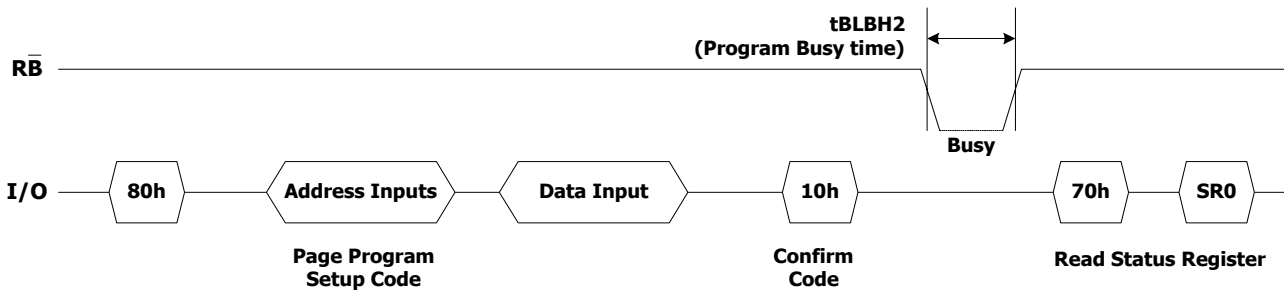 tBLBH2
(Program Busy time)
RB̅
Busy
I/O
80h
Address Inputs
Data Input
10h
70h
SR0
Page Program
Setup Code
Confirm
Code
Read Status Register